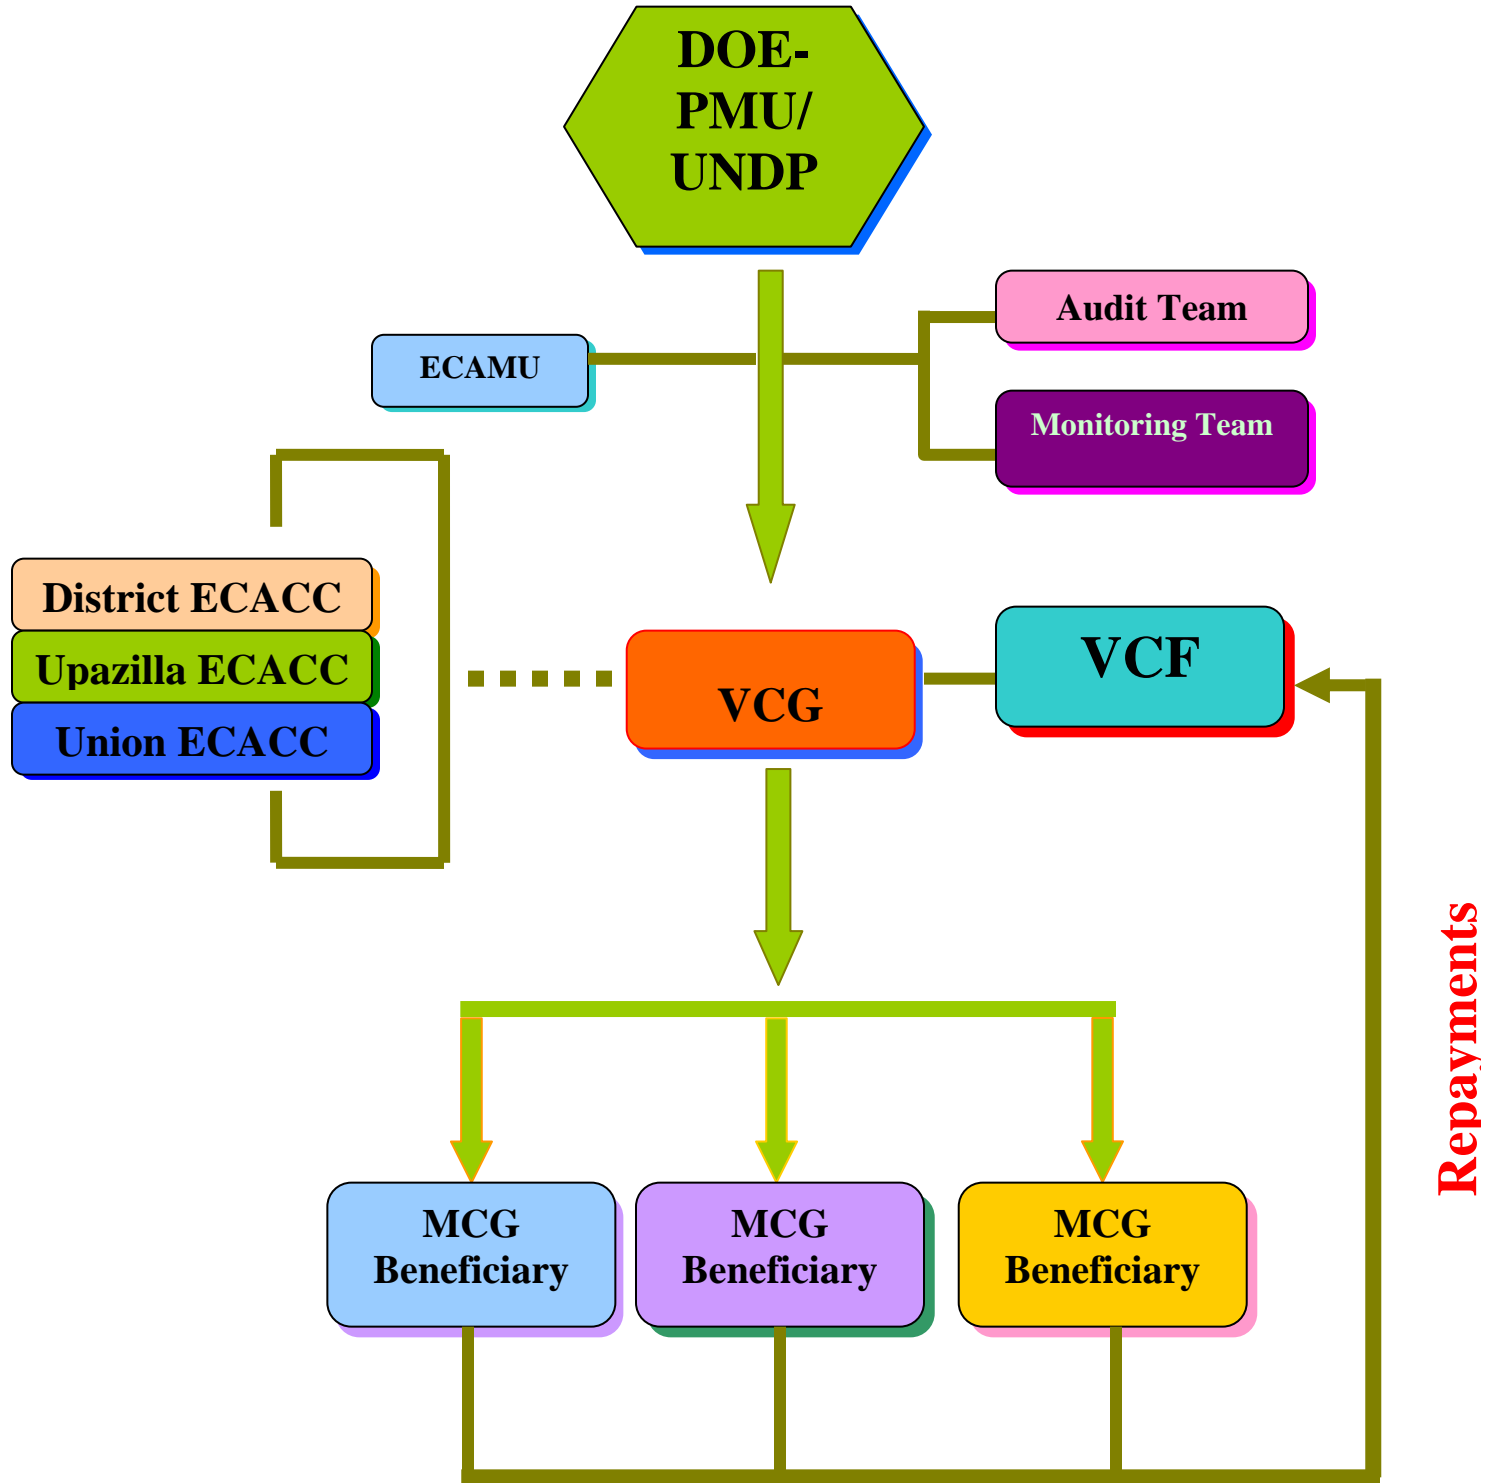 DOE-
PMU/
UNDP
Audit Team
ECAMU
Monitoring Team
District ECACC
Upazilla ECACC
Union ECACC
VCG
VCF
Repayments
MCG
Beneficiary
MCG
Beneficiary
MCG
Beneficiary